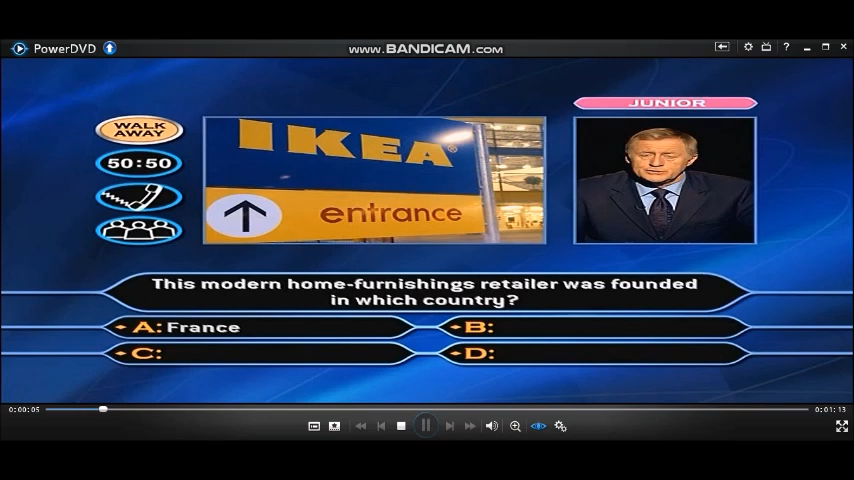 PowerDVD
www.BANDICAM.com
?
JUNIOR
WALK
AWAY
50:50
IKEA®
entrance
This modern home-furnishings retailer was founded
in which country?
A: France
B:
C:
D:
0:00:05
0:01:13